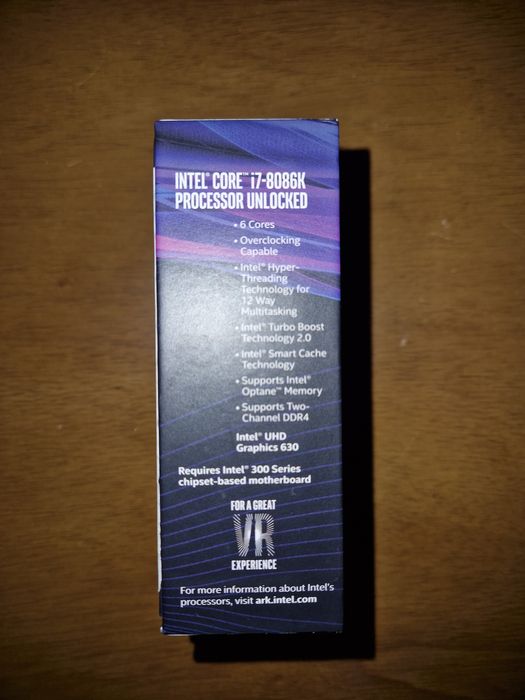 INTEL® CORE™ i7-8086K
PROCESSOR UNLOCKED
• 6 Cores
• Overclocking
Capable
• Intel® Hyper-
Threading
Technology for
12 Way
Multitasking
• Intel® Turbo Boost
Technology 2.0
• Intel® Smart Cache
Technology
• Supports Intel®
Optane™ Memory
• Supports Two-
Channel DDR4
Intel® UHD
Graphics 630
Requires Intel® 300 Series
chipset-based motherboard
FOR A GREAT
VR
EXPERIENCE
For more information about Intel's
processors, visit ark.intel.com